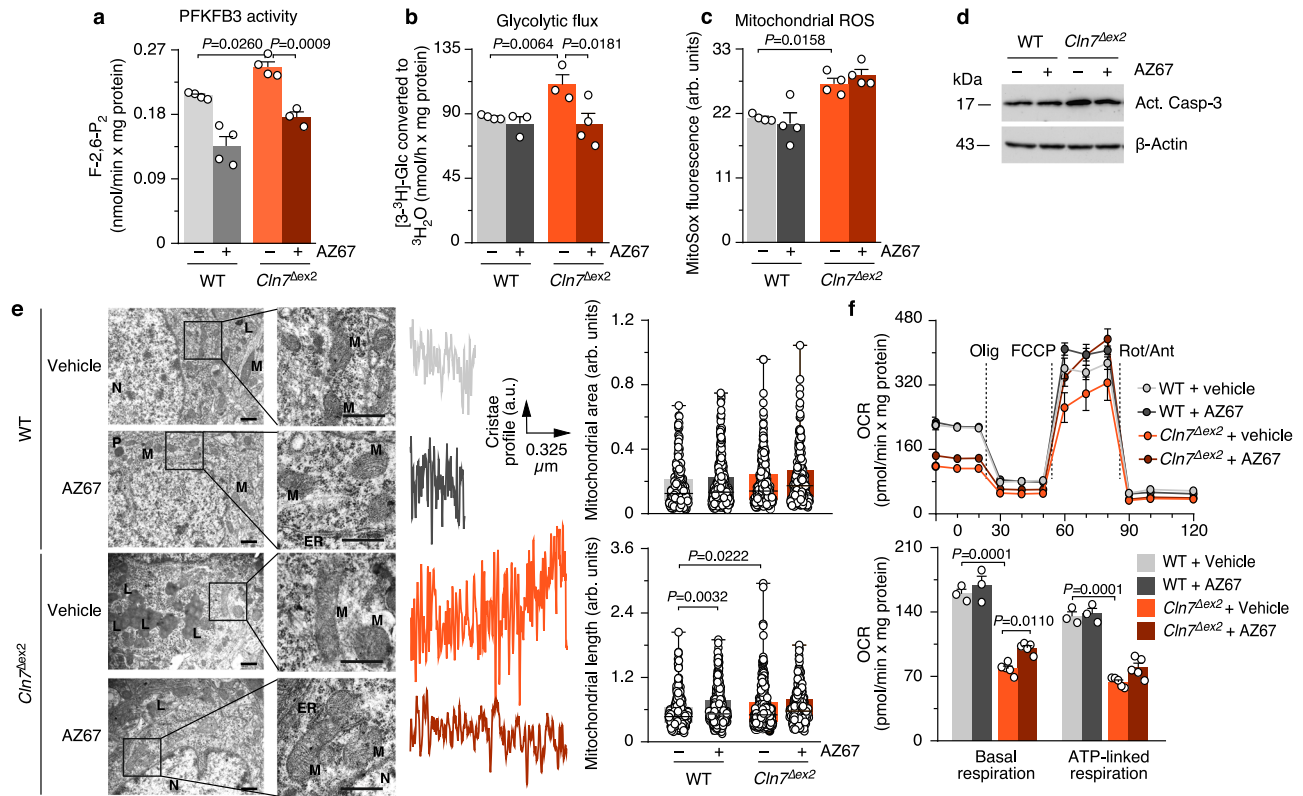 a
PFKFB3 activity
P=0.0260
P=0.0009
F-2,6-P2
(nmol/min x mg protein)
0.27
0.18
0.09
0
– + – + AZ67
WT Cln7Δex2
b
Glycolytic flux
P=0.0064
P=0.0181
[3-³H]-Glc converted to
³H2O (nmol/h x mg protein)
135
90
45
0
– + – + AZ67
WT Cln7Δex2
c
Mitochondrial ROS
P=0.0158
MitoSox fluorescence (arb. units)
33
22
11
0
– + – + AZ67
WT Cln7Δex2
d
WT Cln7Δex2
– + – + AZ67
kDa
17 Act. Casp-3
43 β-Actin
e
WT
Vehicle
N L M
M M
AZ67
P M M
M ER
Cln7Δex2
Vehicle
L L L L
M M
AZ67
L N
ER M M N
Cristae
profile (a.u.)
0.325
µm
Mitochondrial area (arb. units)
1.2
0.8
0.4
0
Mitochondrial length (arb. units)
3.6
2.4
1.2
0
P=0.0032
P=0.0222
– + – + AZ67
WT Cln7Δex2
f
OCR
(pmol/min x mg protein)
480
400
320
160
0
Olig FCCP Rot/Ant
0 30 60 90 120
WT + vehicle
WT + AZ67
Cln7Δex2 + vehicle
Cln7Δex2 + AZ67
OCR
(pmol/min x mg protein)
210
140
70
0
P=0.0001
P=0.0110
P=0.0001
Basal
respiration
ATP-linked
respiration
WT + Vehicle
WT + AZ67
Cln7Δex2 + Vehicle
Cln7Δex2 + AZ67